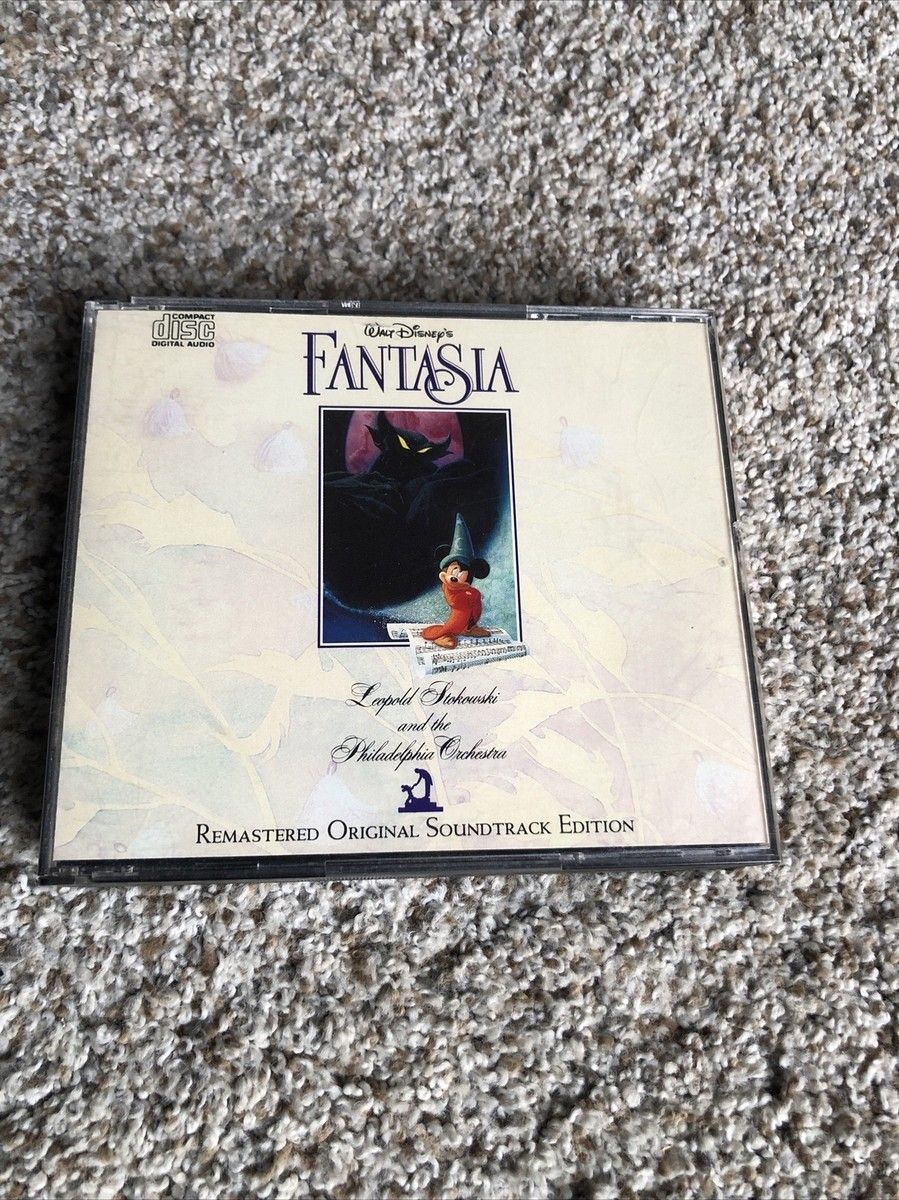 COMPACT
disc
DIGITAL AUDIO
WALT DISNEY'S
FANTASIA
Leopold Stokowski
and the
Philadelphia Orchestra
REMASTERED ORIGINAL SOUNDTRACK EDITION